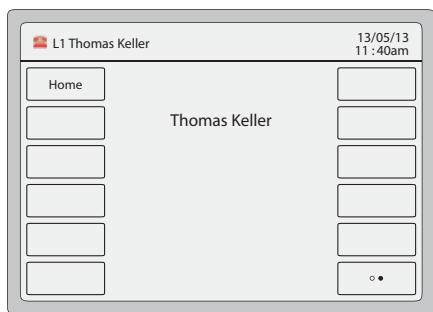 L1 Thomas Keller
13/05/13
11 : 40am
Home
Thomas Keller